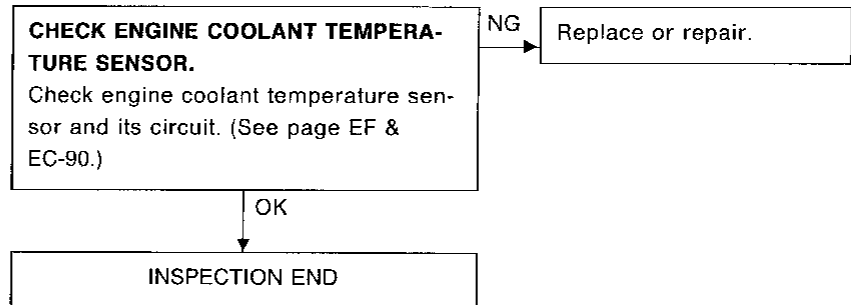 CHECK ENGINE COOLANT TEMPERA-
TURE SENSOR.
Check engine coolant temperature sen-
sor and its circuit. (See page EF &
EC-90.)
NG
Replace or repair.
OK
INSPECTION END